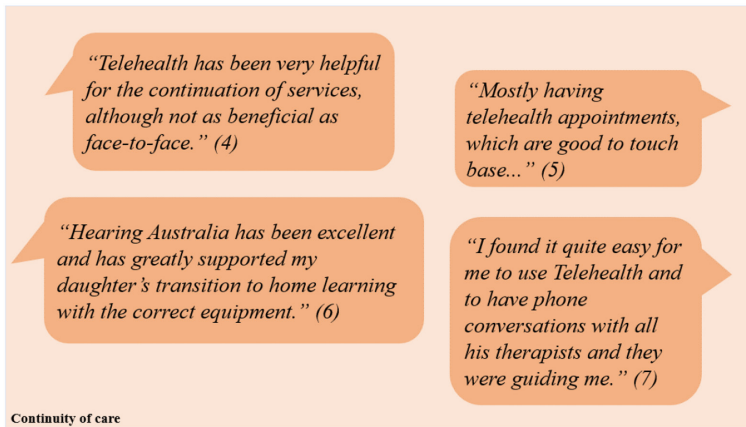 “Telehealth has been very helpful
for the continuation of services,
although not as beneficial as
face-to-face.” (4)
“Mostly having
telehealth appointments,
which are good to touch
base...” (5)
“Hearing Australia has been excellent
and has greatly supported my
daughter’s transition to home learning
with the correct equipment.” (6)
“I found it quite easy for
me to use Telehealth and
to have phone
conversations with all
his therapists and they
were guiding me.” (7)
Continuity of care